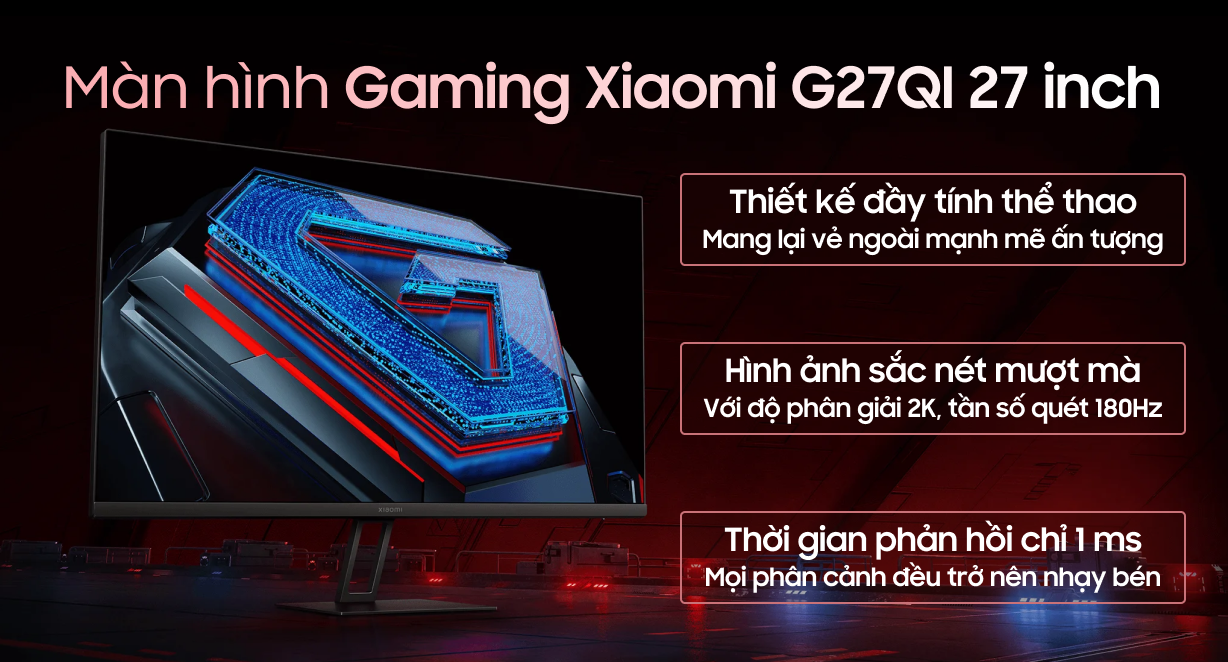 Màn hình Gaming Xiaomi G27QI 27 inch
Thiết kế đầy tính thể thao
Mang lại vẻ ngoài mạnh mẽ ấn tượng
Hình ảnh sắc nét mượt mà
Với độ phân giải 2K, tần số quét 180Hz
Thời gian phản hồi chỉ 1 ms
Mọi phân cảnh đều trở nên nhạy bén
xiaomi